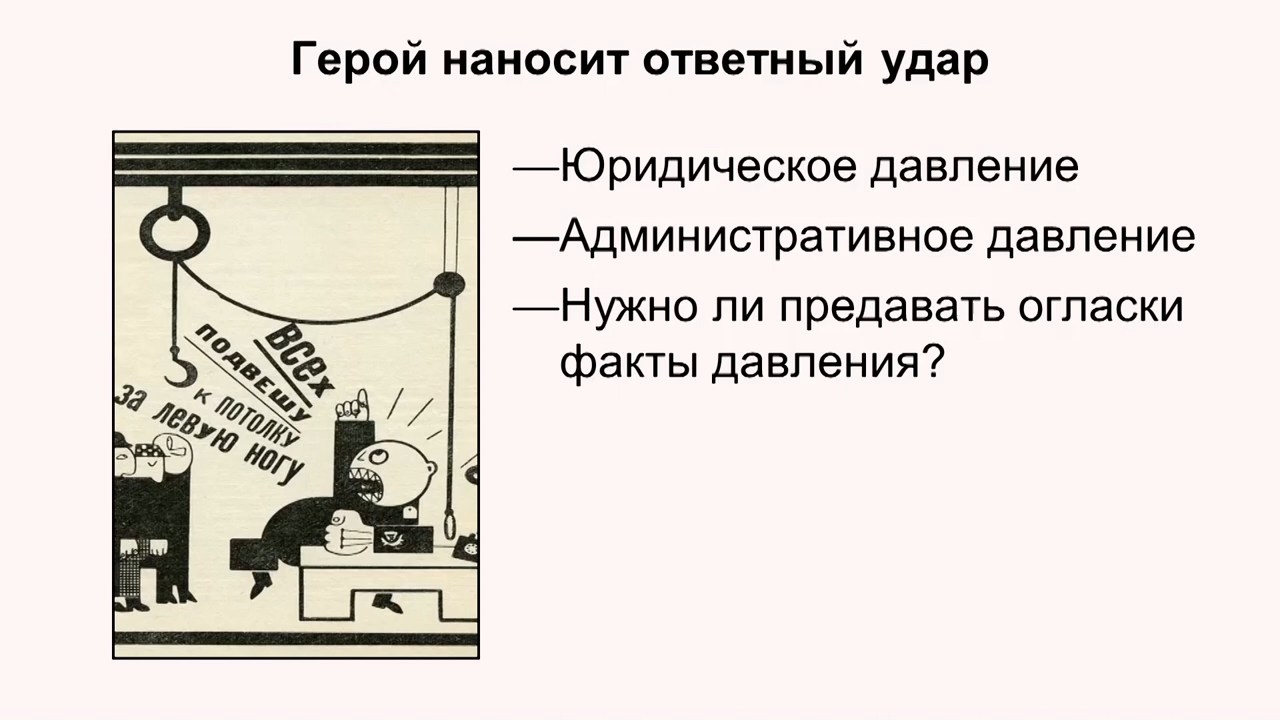 Герой наносит ответный удар
—Юридическое давление
—Административное давление
—Нужно ли предавать огласки
факты давления?
всех
подвешу
к потолку
за левую ногу